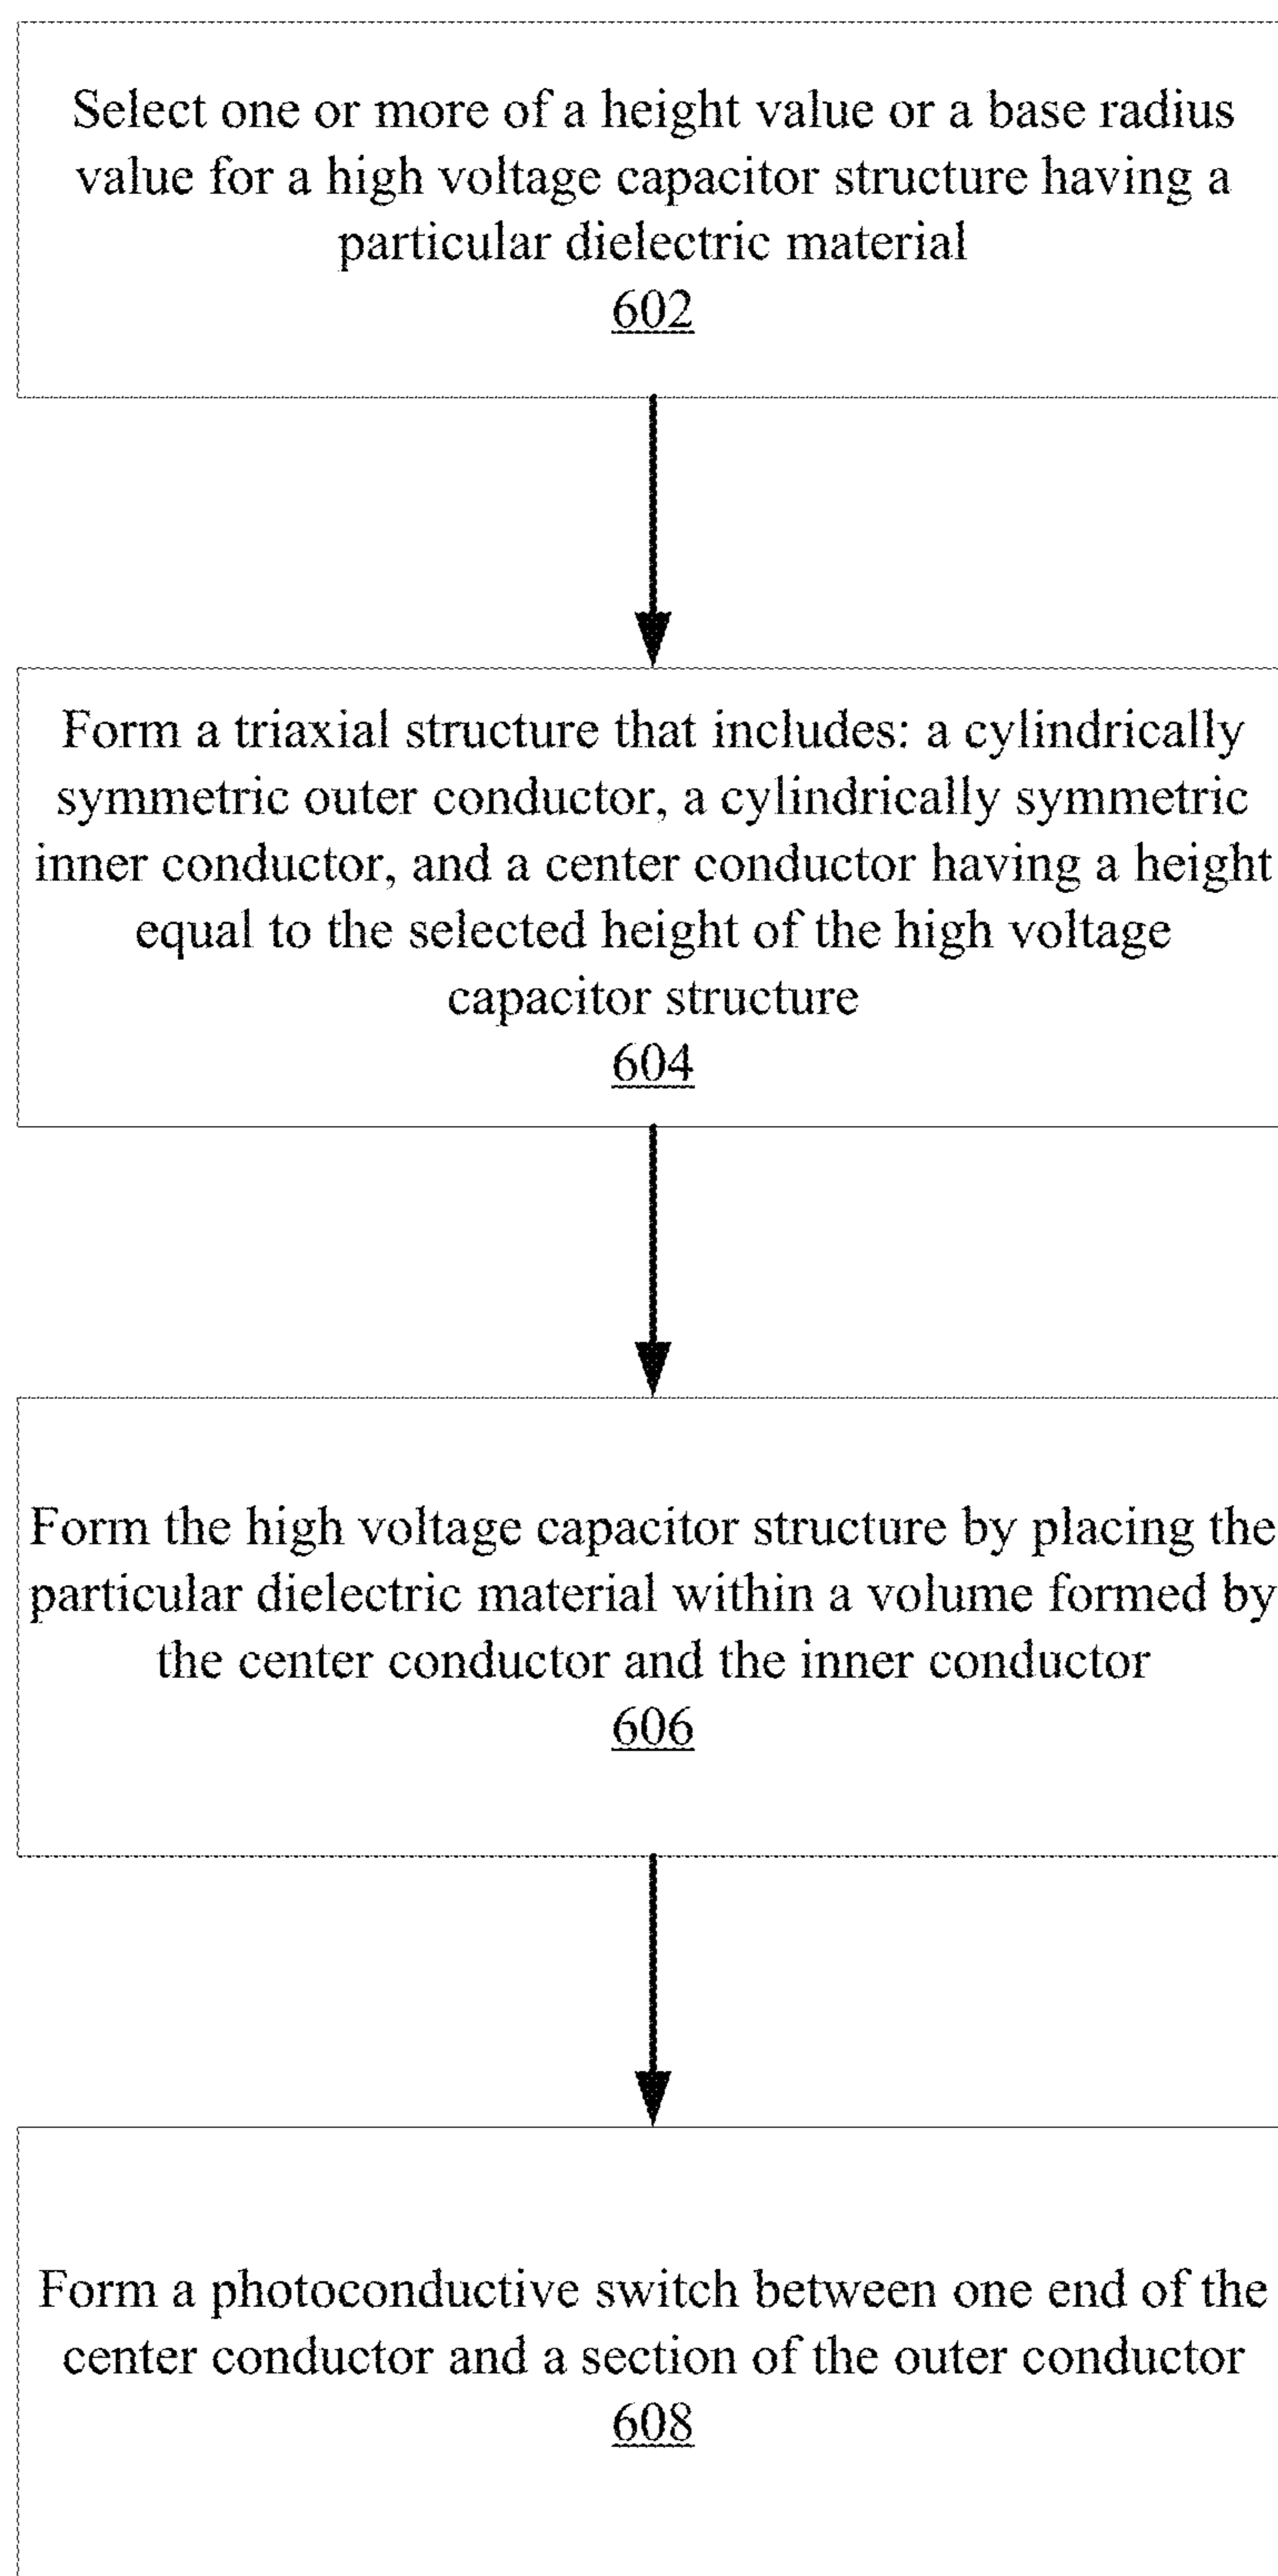 Select one or more of a height value or a base radius
value for a high voltage capacitor structure having a
particular dielectric material
602
Form a triaxial structure that includes: a cylindrically
symmetric outer conductor, a cylindrically symmetric
inner conductor, and a center conductor having a height
equal to the selected height of the high voltage
capacitor structure
604
Form the high voltage capacitor structure by placing the
particular dielectric material within a volume formed by
the center conductor and the inner conductor
606
Form a photoconductive switch between one end of the
center conductor and a section of the outer conductor
608